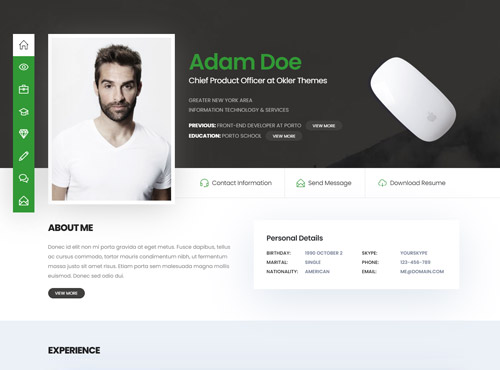 Adam Doe
Chief Product Officer at Okler Themes
GREATER NEW YORK AREA
INFORMATION TECHNOLOGY & SERVICES
PREVIOUS: FRONT-END DEVELOPER AT PORTO VIEW MORE
EDUCATION: PORTO SCHOOL VIEW MORE
Contact Information Send Message Download Resume
ABOUT ME
Donec id elit non mi porta gravida at eget metus. Fusce dapibus, tellus
ac cursus commodo, tortor mauris condimentum nibh, ut fermentum
massa justo sit amet risus. Etiam porta sem malesuada magna mollis
euismod. Donec sed odio dui.
VIEW MORE
Personal Details
BIRTHDAY: 1990 OCTOBER 2 SKYPE: YOURSKYPE
MARITAL: SINGLE PHONE: 123-456-789
NATIONALITY: AMERICAN EMAIL: ME@DOMAIN.COM
EXPERIENCE